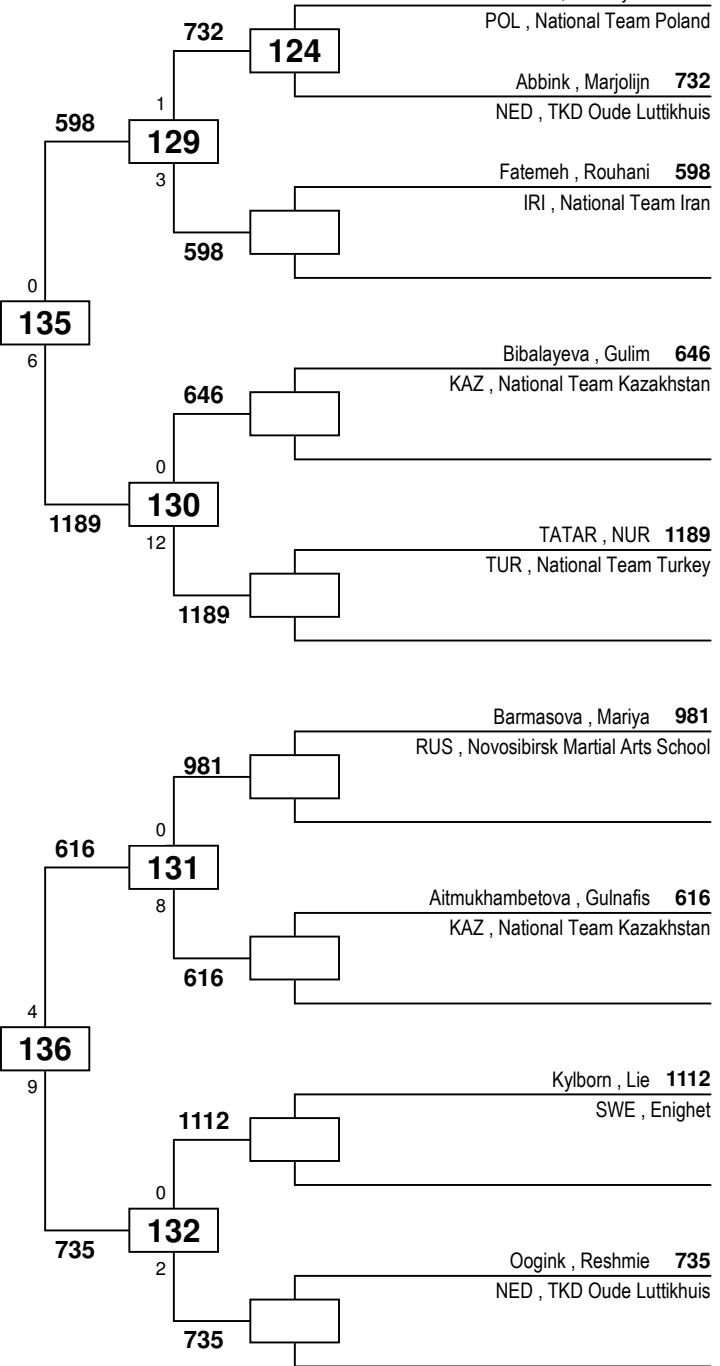 POL , National Team Poland
732
124
Abbink , Marjolijn 732
NED , TKD Oude Luttikhuis
1
598
129
3
Fatemeh , Rouhani 598
IRI , National Team Iran
598
0
135
6
Bibalayeva , Gulim 646
KAZ , National Team Kazakhstan
646
0
130
1189
12
TATAR , NUR 1189
TUR , National Team Turkey
1189
Barmasova , Mariya 981
RUS , Novosibirsk Martial Arts School
981
0
616
131
8
Aitmukhambetova , Gulnafis 616
KAZ , National Team Kazakhstan
616
4
136
9
Kylborn , Lie 1112
SWE , Enighet
1112
0
132
735
2
Oogink , Reshmie 735
NED , TKD Oude Luttikhuis
735